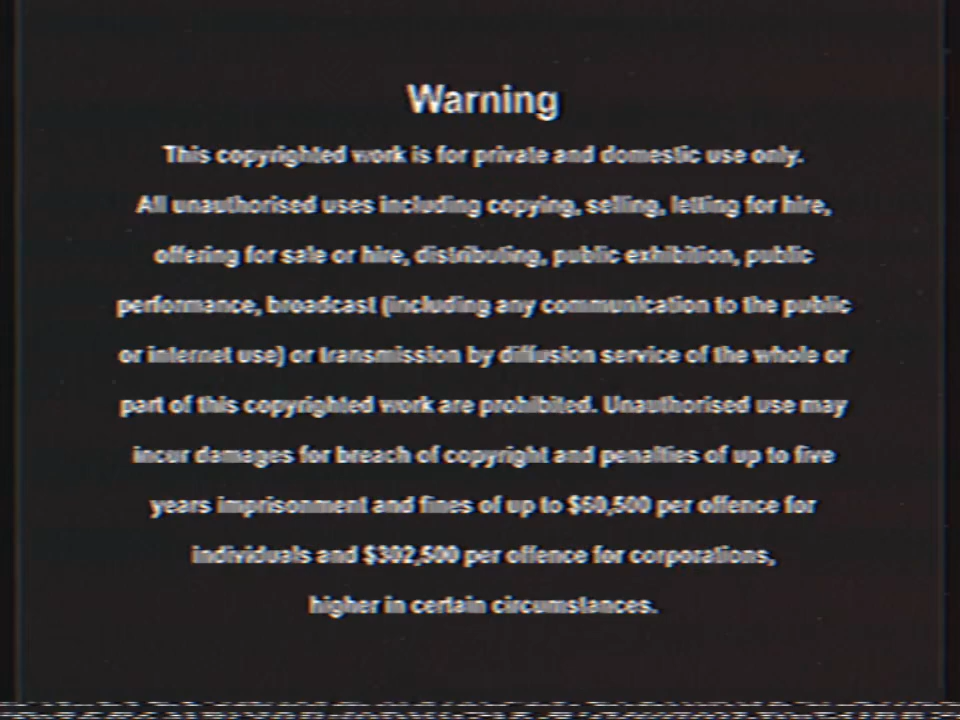 Warning
This copyrighted work is for private and domestic use only.
All unauthorised uses including copying, selling, letting for hire,
offering for sale or hire, distributing, public exhibition, public
performance, broadcast (including any communication to the public
or internet use) or transmission by diffusion service of the whole or
part of this copyrighted work are prohibited. Unauthorised use may
incur damages for breach of copyright and penalties of up to five
years imprisonment and fines of up to $60,500 per offence for
individuals and $302,500 per offence for corporations,
higher in certain circumstances.